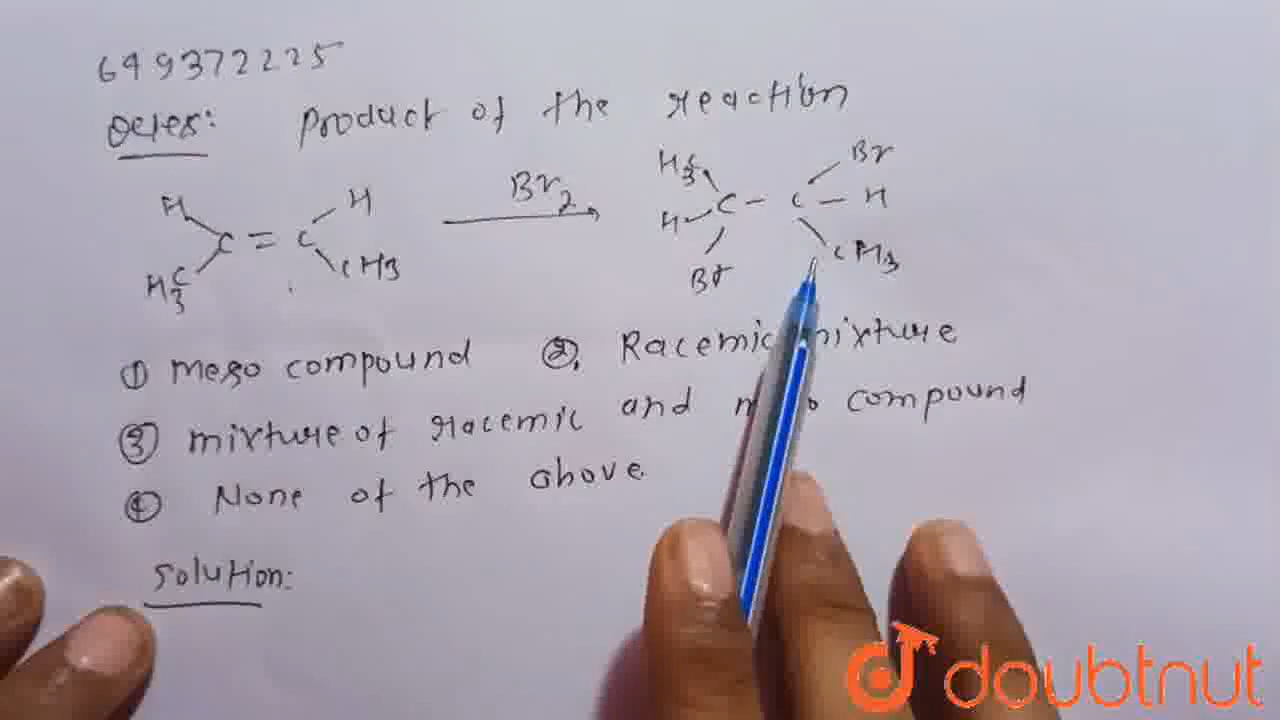 649372225
Ques: Product of the reaction
H H Br2 H3C Br
C = C H - C - C - H
H3C CH3 Br CH3
① meso compound ②. Racemic mixture
③ mixture of racemic and compound
④ None of the above
Solution:
doubtnut